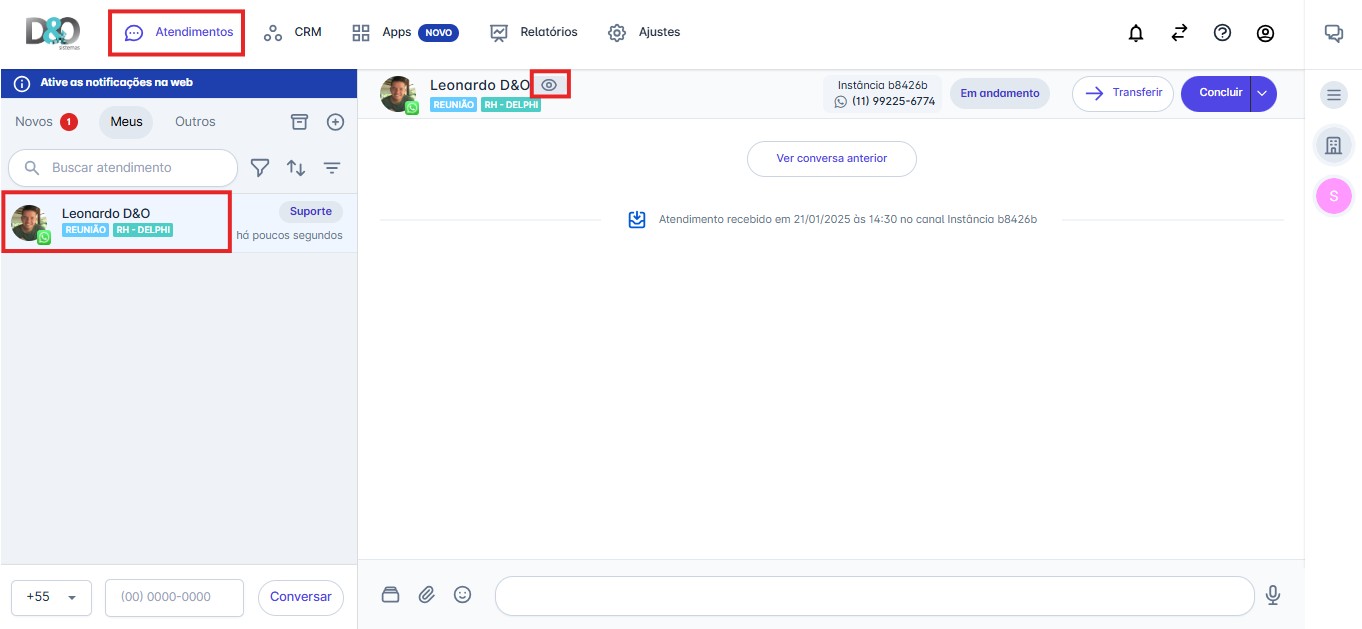 D&O
sistemas
Atendimentos
CRM
Apps NOVO
Relatórios
Ajustes
Ative as notificações na web
Novos 1 Meus Outros
Buscar atendimento
Leonardo D&O
Suporte
REUNIÃO RH - DELPHI
há poucos segundos
+55
(00) 0000-0000
Conversar
Leonardo D&O
REUNIÃO RH - DELPHI
Instância b8426b
(11) 99225-6774
Em andamento
Transferir
Concluir
Ver conversa anterior
Atendimento recebido em 21/01/2025 às 14:30 no canal Instância b8426b
S